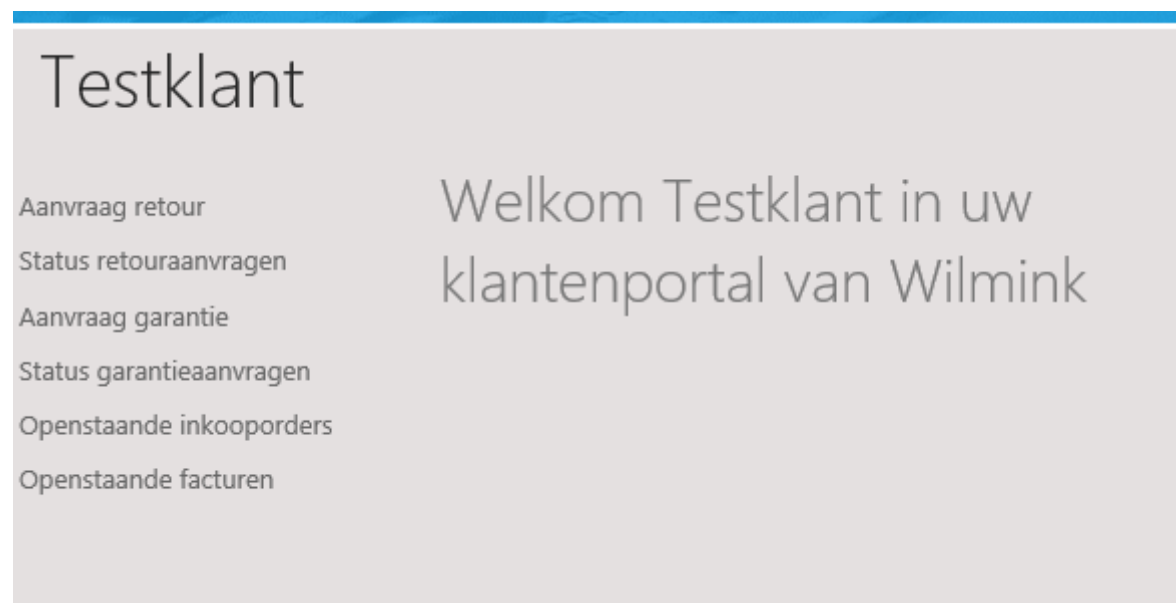 Testklant
Aanvraag retour
Status retouraanvragen
Aanvraag garantie
Status garantieaanvragen
Openstaande inkooporders
Openstaande facturen
Welkom Testklant in uw
klantenportal van Wilmink